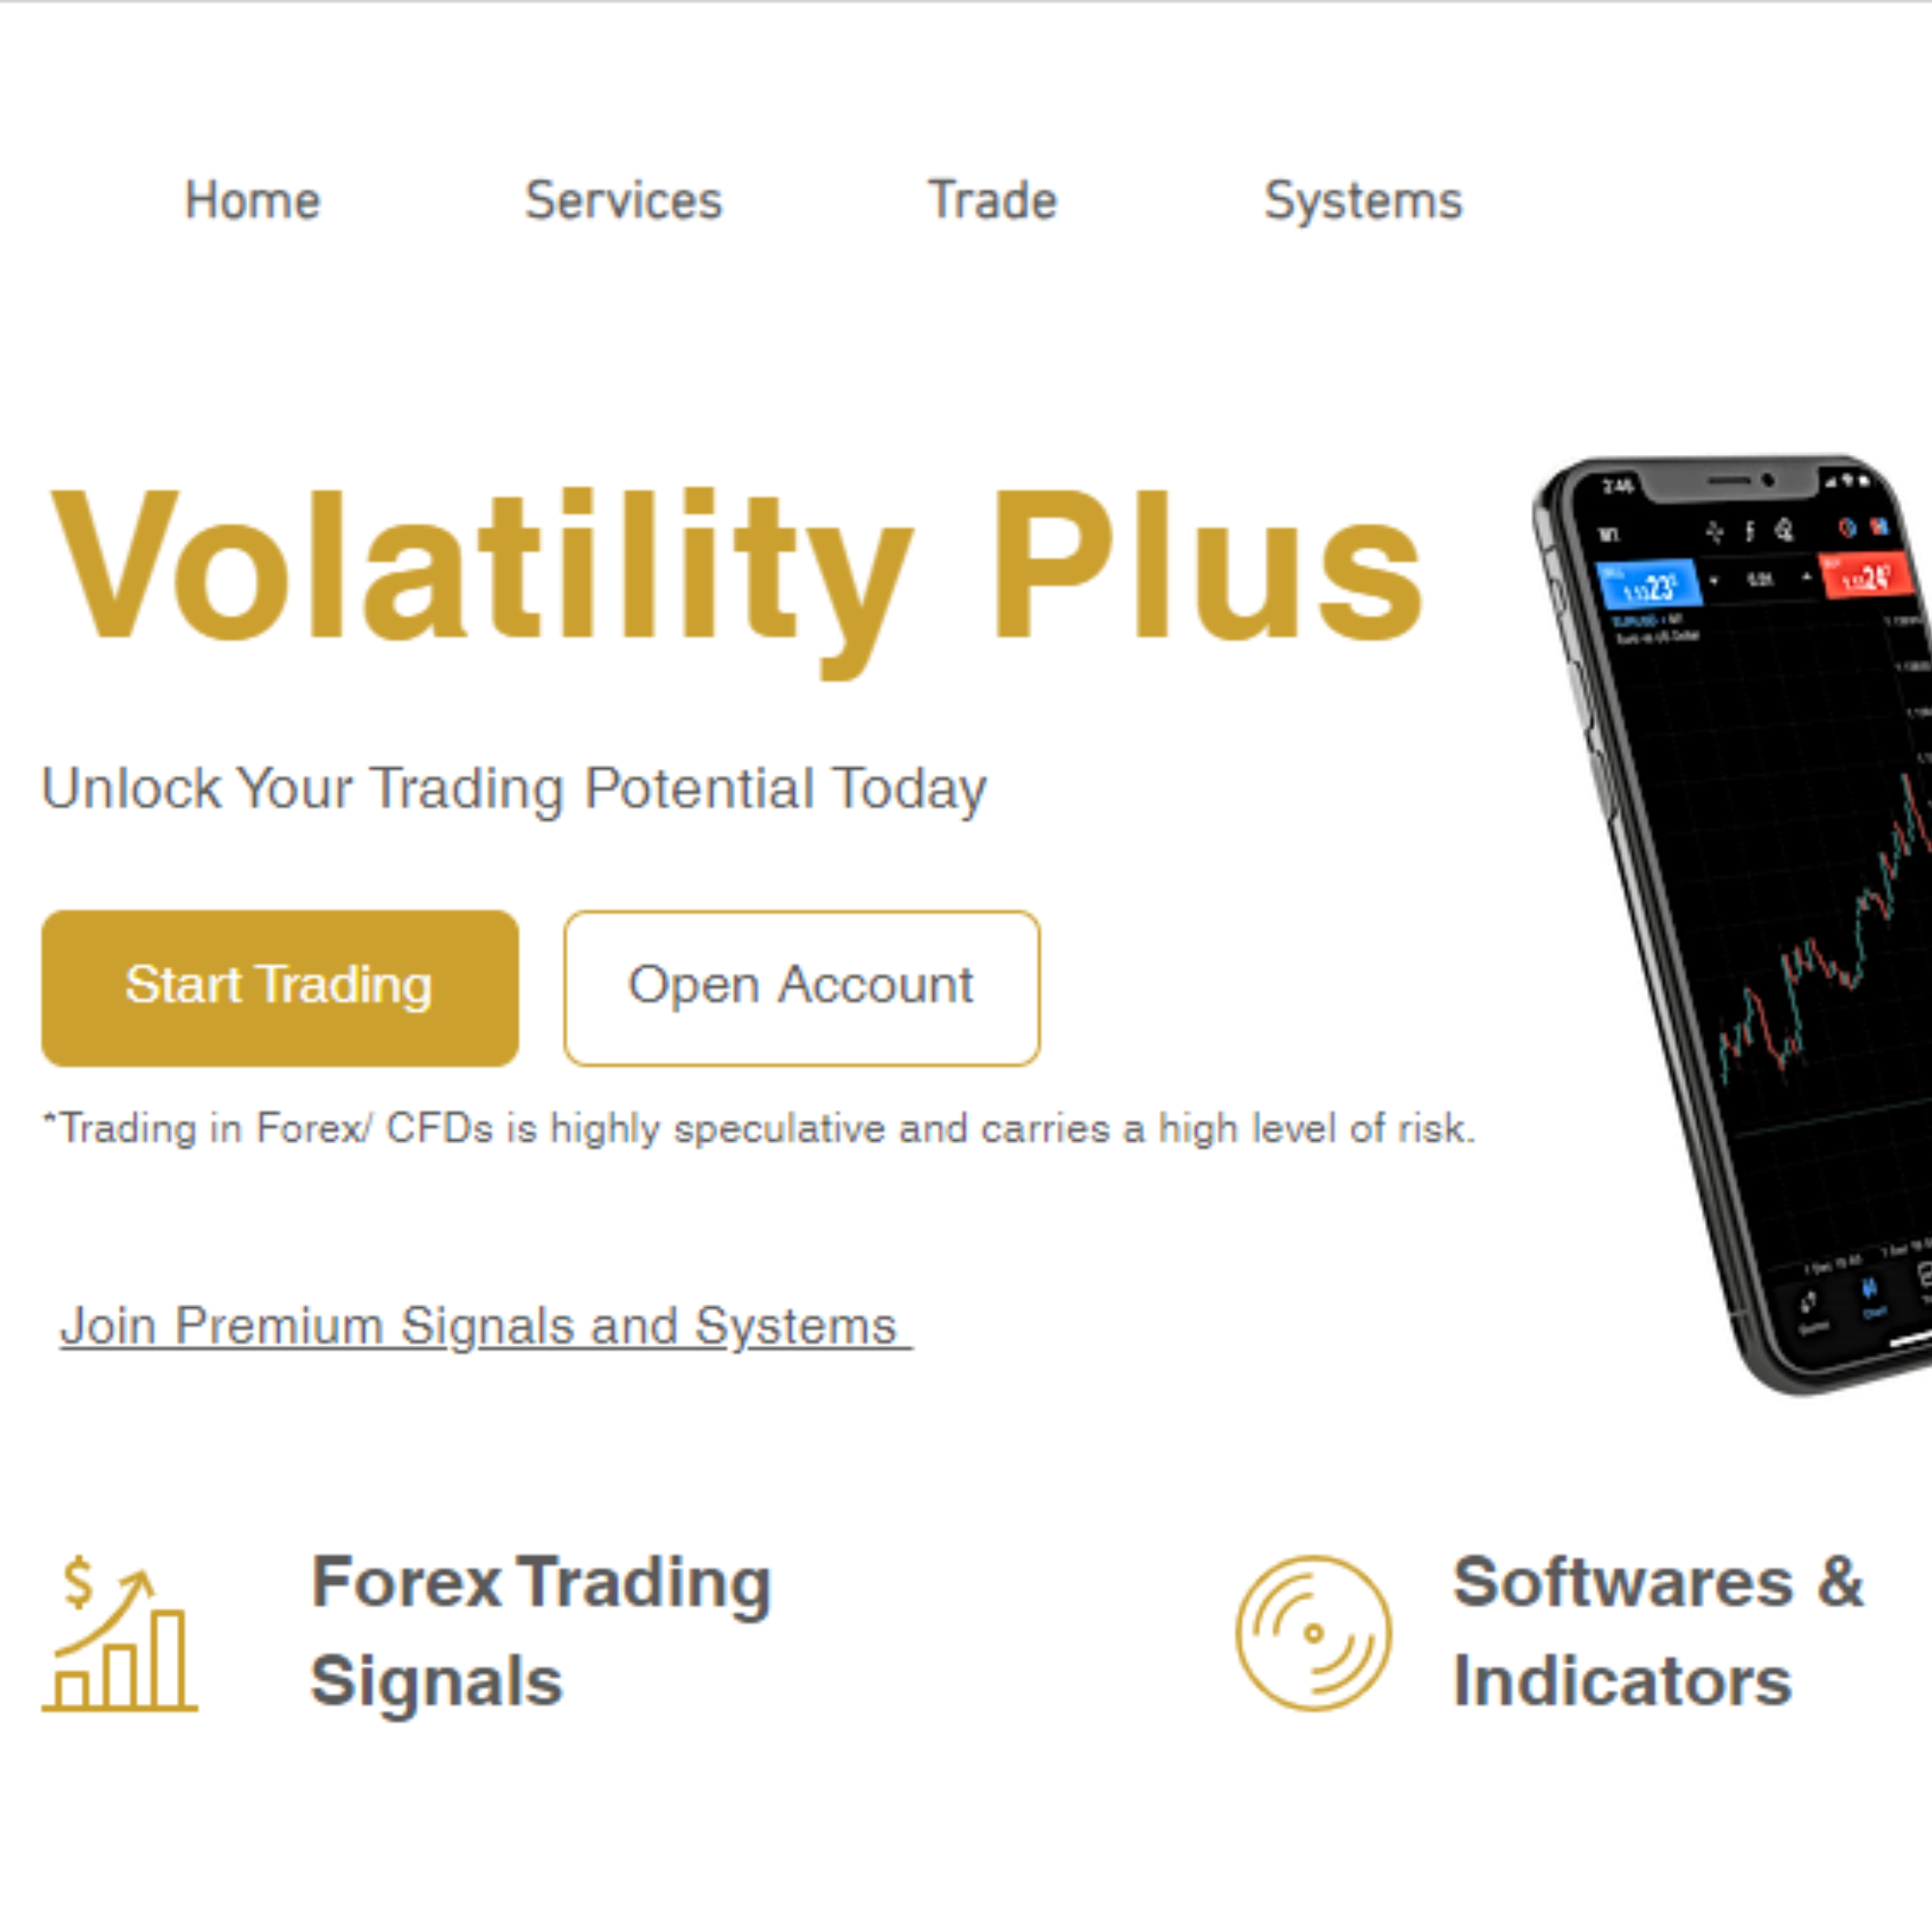 Home Services Trade Systems
Volatility Plus
Unlock Your Trading Potential Today
Start Trading Open Account
*Trading in Forex/ CFDs is highly speculative and carries a high level of risk.
Join Premium Signals and Systems
Forex Trading
Signals
Softwares &
Indicators